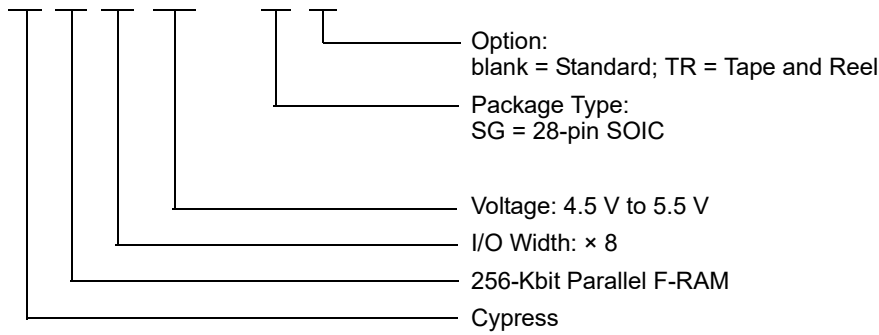 Option:
blank = Standard; TR = Tape and Reel
Package Type:
SG = 28-pin SOIC
Voltage: 4.5 V to 5.5 V
I/O Width: × 8
256-Kbit Parallel F-RAM
Cypress